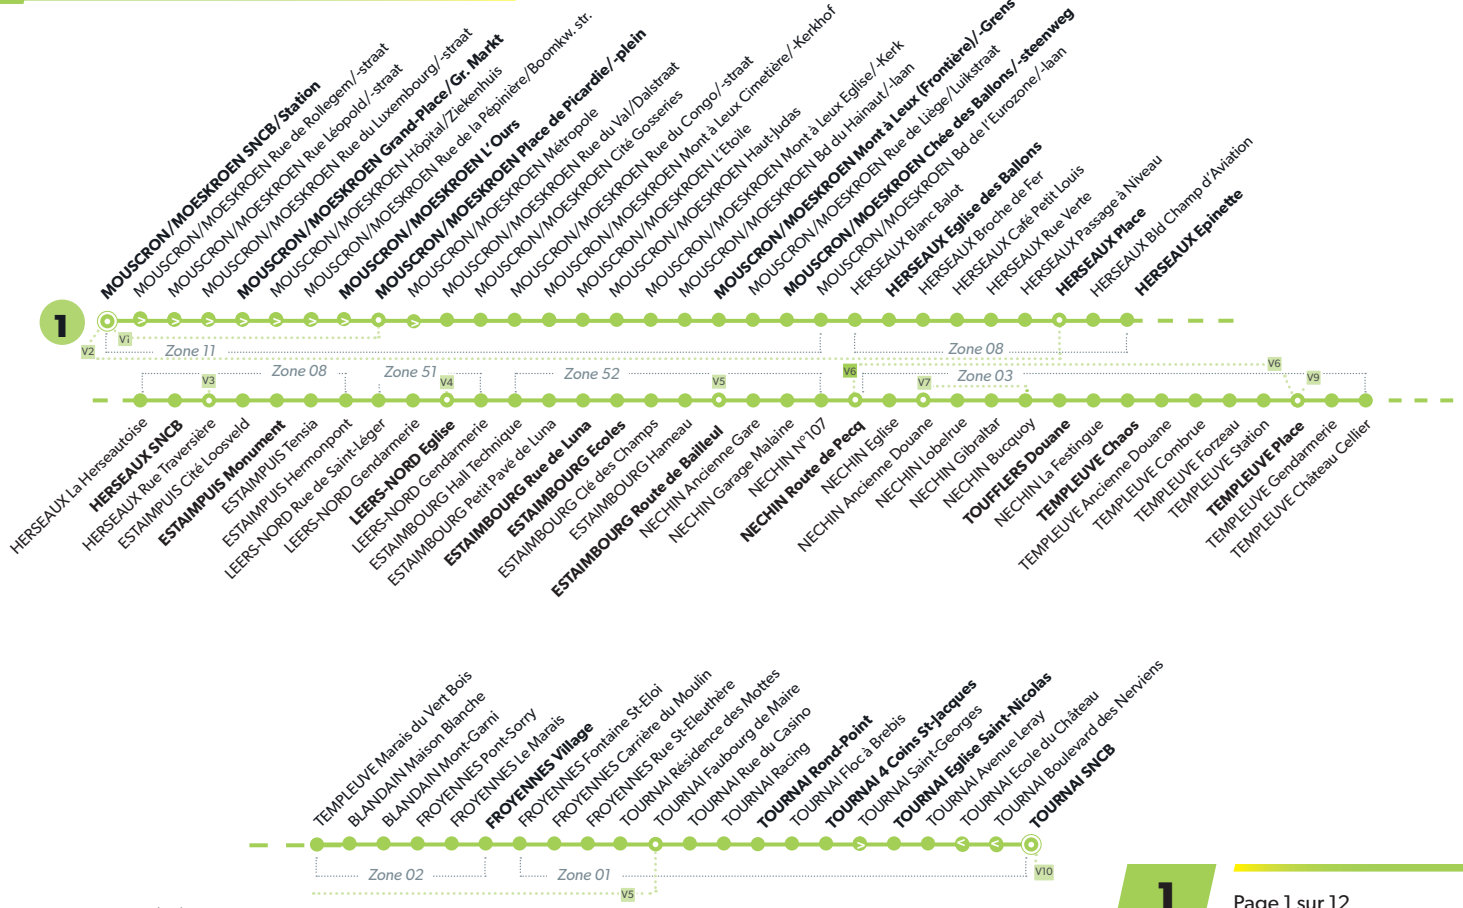 MOUSCRON/MOESKROEN SNCB/Station
MOUSCRON/MOESKROEN Rue de Rollegem/-straat
MOUSCRON/MOESKROEN Rue Léopold/-straat
MOUSCRON/MOESKROEN Rue du Luxembourg/-straat
MOUSCRON/MOESKROEN Grand-Place/Gr. Markt
MOUSCRON/MOESKROEN Hôpital/Ziekenhuis
MOUSCRON/MOESKROEN Rue de la Pépinière/Boomkw. str.
MOUSCRON/MOESKROEN L'Ours
MOUSCRON/MOESKROEN Place de Picardie/-plein
MOUSCRON/MOESKROEN Métropole
MOUSCRON/MOESKROEN Rue du Val/Dalstraat
MOUSCRON/MOESKROEN Cité Gosseries
MOUSCRON/MOESKROEN Rue du Congo/-straat
MOUSCRON/MOESKROEN Mont à Leux Cimetière/-Kerkhof
MOUSCRON/MOESKROEN L'Etoile
MOUSCRON/MOESKROEN Haut-Judas
MOUSCRON/MOESKROEN Mont à Leux Eglise/-Kerk
MOUSCRON/MOESKROEN Bd du Hainaut/-laan
MOUSCRON/MOESKROEN Mont à Leux (Frontière)/-Grens
MOUSCRON/MOESKROEN Rue de Liège/Luikstraat
MOUSCRON/MOESKROEN Chée des Ballons/-steenweg
MOUSCRON/MOESKROEN Bd de l'Eurozone/-laan
HERSEAUX Blanc Balot
HERSEAUX Eglise des Ballons
HERSEAUX Broche de Fer
HERSEAUX Café Petit Louis
HERSEAUX Rue Verte
HERSEAUX Passage à Niveau
HERSEAUX Place
HERSEAUX Bld Champ d'Aviation
HERSEAUX Epinette
1
V1
V2
Zone 11
Zone 08
Zone 08
Zone 51
Zone 52
Zone 03
V3
V4
V5
V6
V7
V6
V9
HERSEAUX La Herseautoise
HERSEAUX SNCB
HERSEAUX Rue Traversière
ESTAIMPUIS Cité Loosveld
ESTAIMPUIS Monument
ESTAIMPUIS Tensia
ESTAIMPUIS Hermonpont
LEERS-NORD Rue de Saint-Léger
LEERS-NORD Gendarmerie
LEERS-NORD Eglise
LEERS-NORD Gendarmerie
ESTAIMBOURG Hall Technique
ESTAIMBOURG Petit Pavé de Luna
ESTAIMBOURG Rue de Luna
ESTAIMBOURG Ecoles
ESTAIMBOURG Clé des Champs
ESTAIMBOURG Hameau
ESTAIMBOURG Route de Bailleul
NECHIN Ancienne Gare
NECHIN Garage Malaine
NECHIN N°107
NECHIN Route de Pecq
NECHIN Eglise
NECHIN Ancienne Douane
NECHIN Lobelrue
NECHIN Gibraltar
NECHIN Bucquoy
TOUFFLERS Douane
NECHIN La Festingue
TEMPLEUVE Chaos
TEMPLEUVE Ancienne Douane
TEMPLEUVE Combrue
TEMPLEUVE Forzeau
TEMPLEUVE Station
TEMPLEUVE Place
TEMPLEUVE Gendarmerie
TEMPLEUVE Château Cellier
TEMPLEUVE Marais du Vert Bois
BLANDAIN Maison Blanche
BLANDAIN Mont-Garni
FROYENNES Pont-Sorry
FROYENNES Le Marais
FROYENNES Village
FROYENNES Fontaine St-Eloi
FROYENNES Carrière du Moulin
FROYENNES Rue St-Eleuthère
TOURNAI Résidence des Mottes
TOURNAI Faubourg de Maire
TOURNAI Rue du Casino
TOURNAI Racing
TOURNAI Rond-Point
TOURNAI Floc à Brebis
TOURNAI 4 Coins St-Jacques
TOURNAI Saint-Georges
TOURNAI Eglise Saint-Nicolas
TOURNAI Avenue Leray
TOURNAI Ecole du Château
TOURNAI Boulevard des Nerviens
TOURNAI SNCB
Zone 02
Zone 01
V5
V10
1
Page 1 sur 12